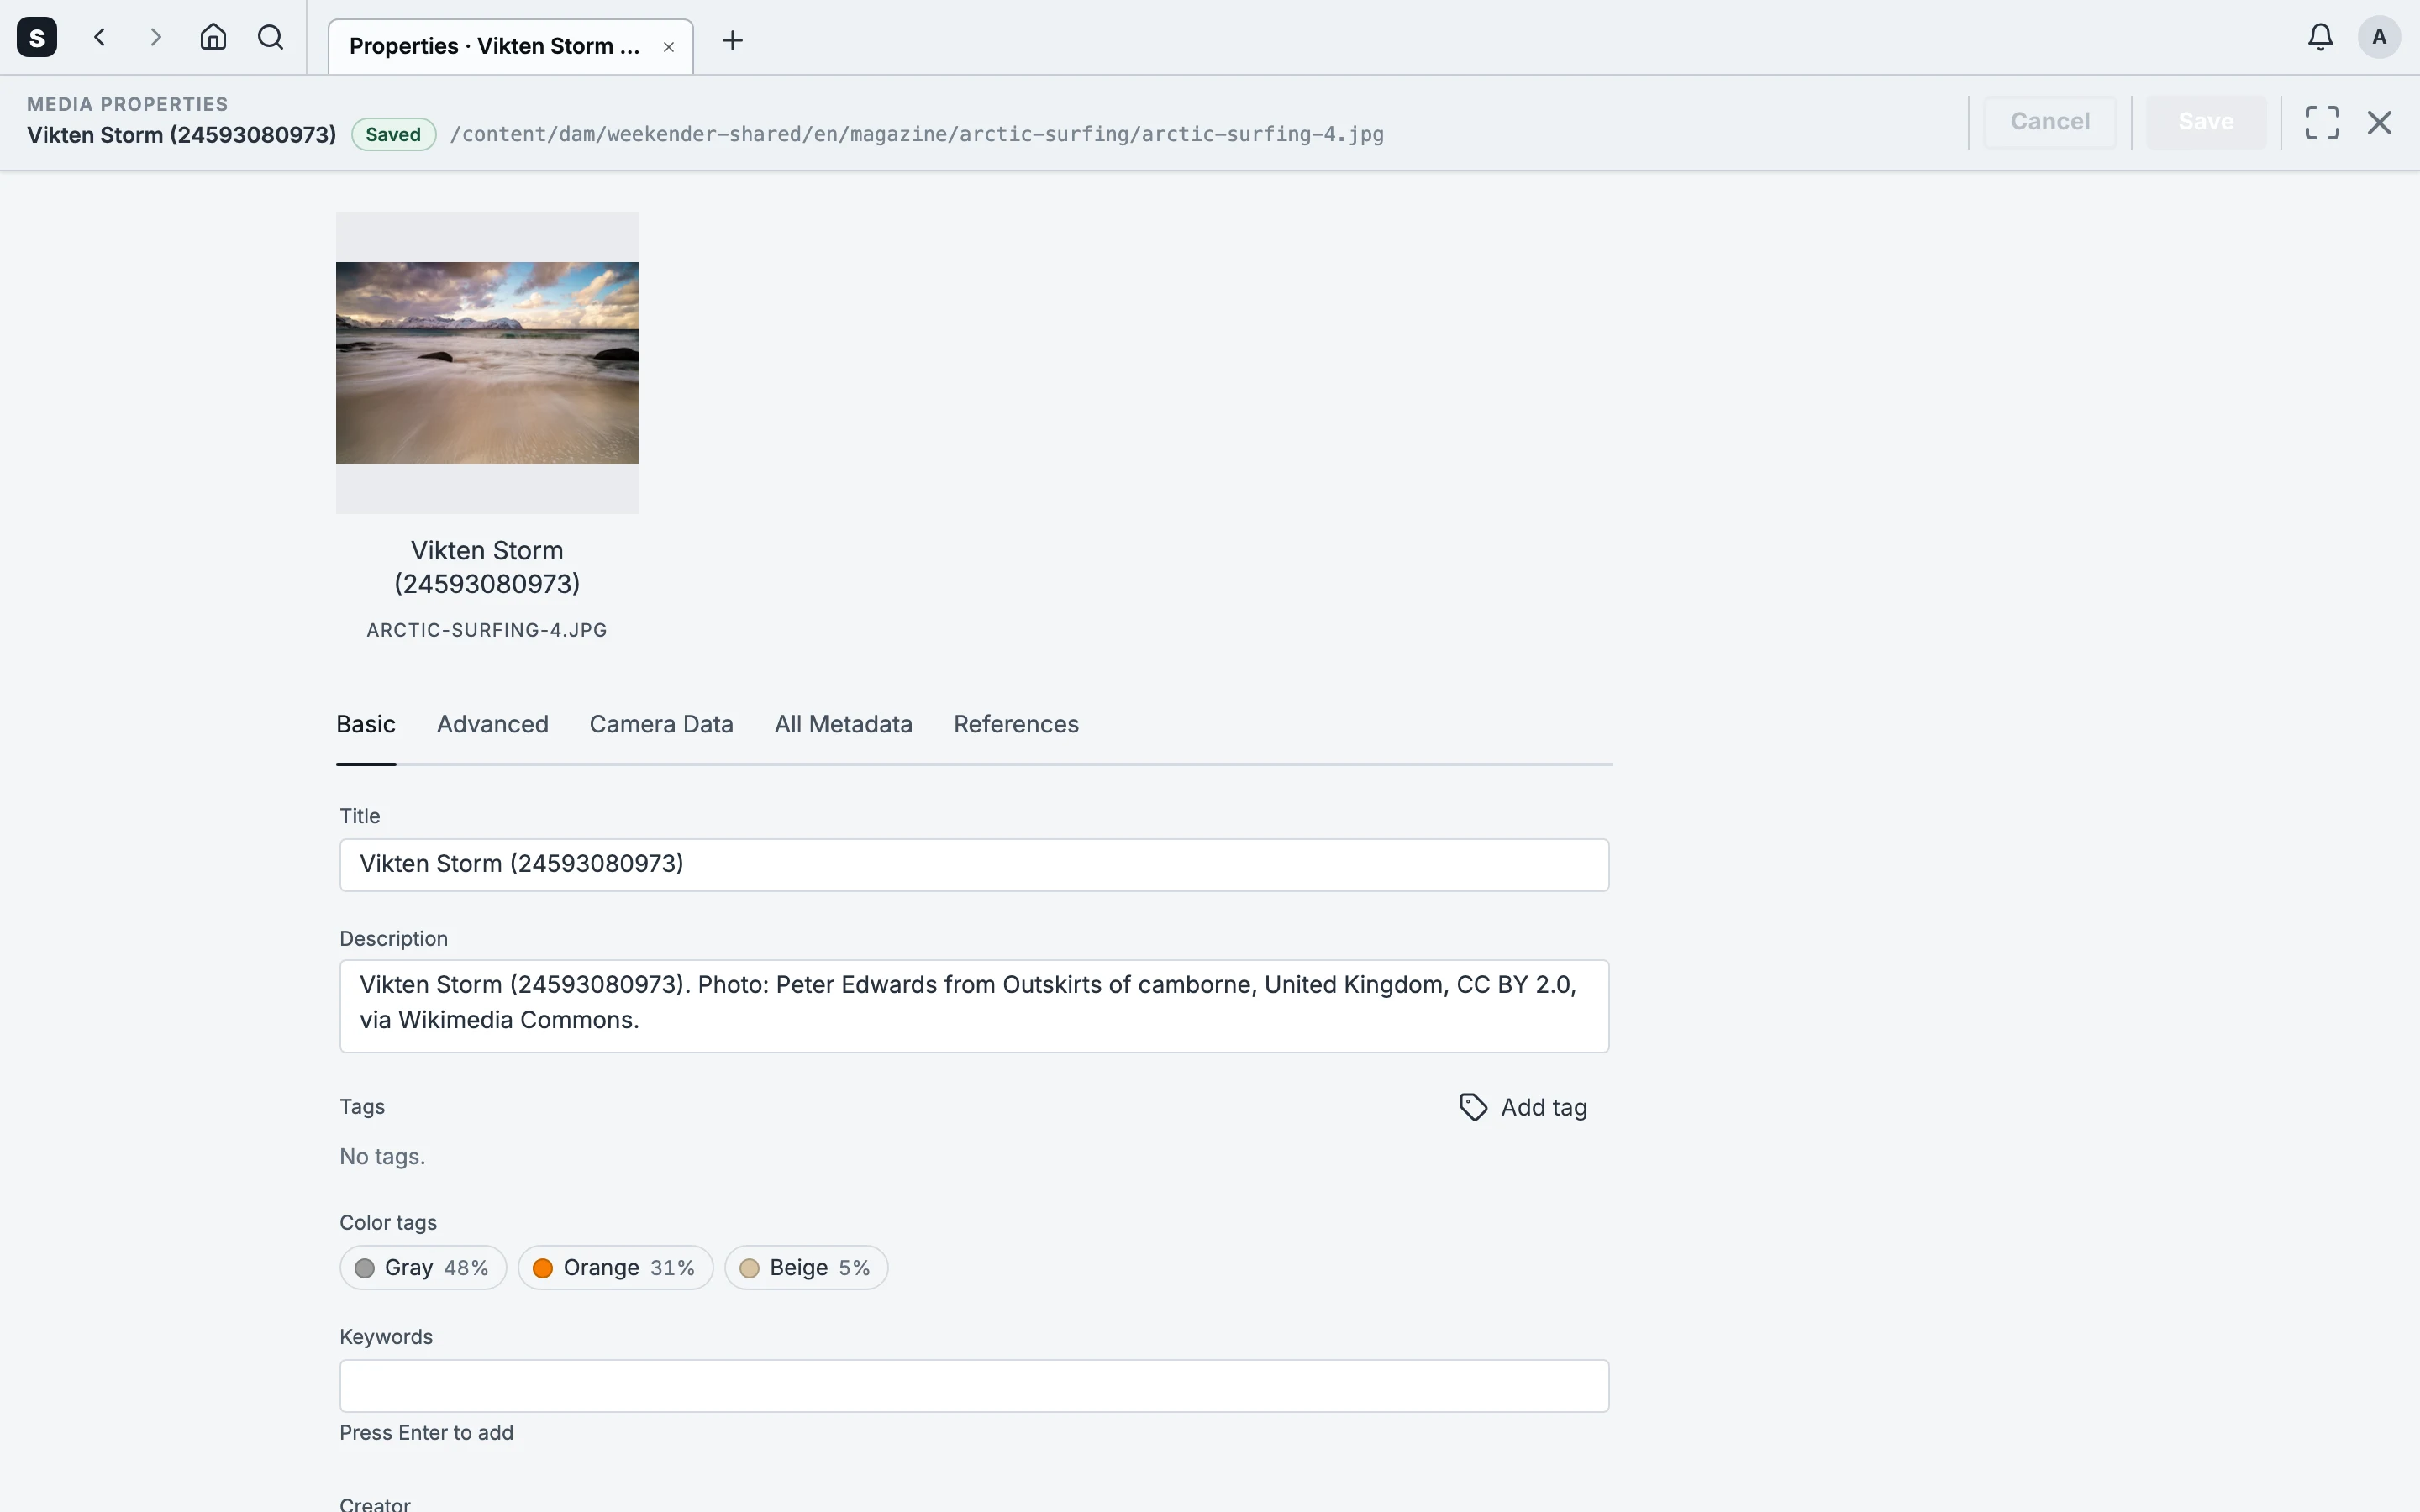 S
Properties · Vikten Storm ...
A
MEDIA PROPERTIES
Vikten Storm (24593080973) Saved /content/dam/weekender-shared/en/magazine/arctic-surfing/arctic-surfing-4.jpg
Cancel Save
Vikten Storm
(24593080973)
ARCTIC-SURFING-4.JPG
Basic Advanced Camera Data All Metadata References
Title
Vikten Storm (24593080973)
Description
Vikten Storm (24593080973). Photo: Peter Edwards from Outskirts of camborne, United Kingdom, CC BY 2.0,
via Wikimedia Commons.
Tags Add tag
No tags.
Color tags
Gray 48% Orange 31% Beige 5%
Keywords
Press Enter to add
Creator